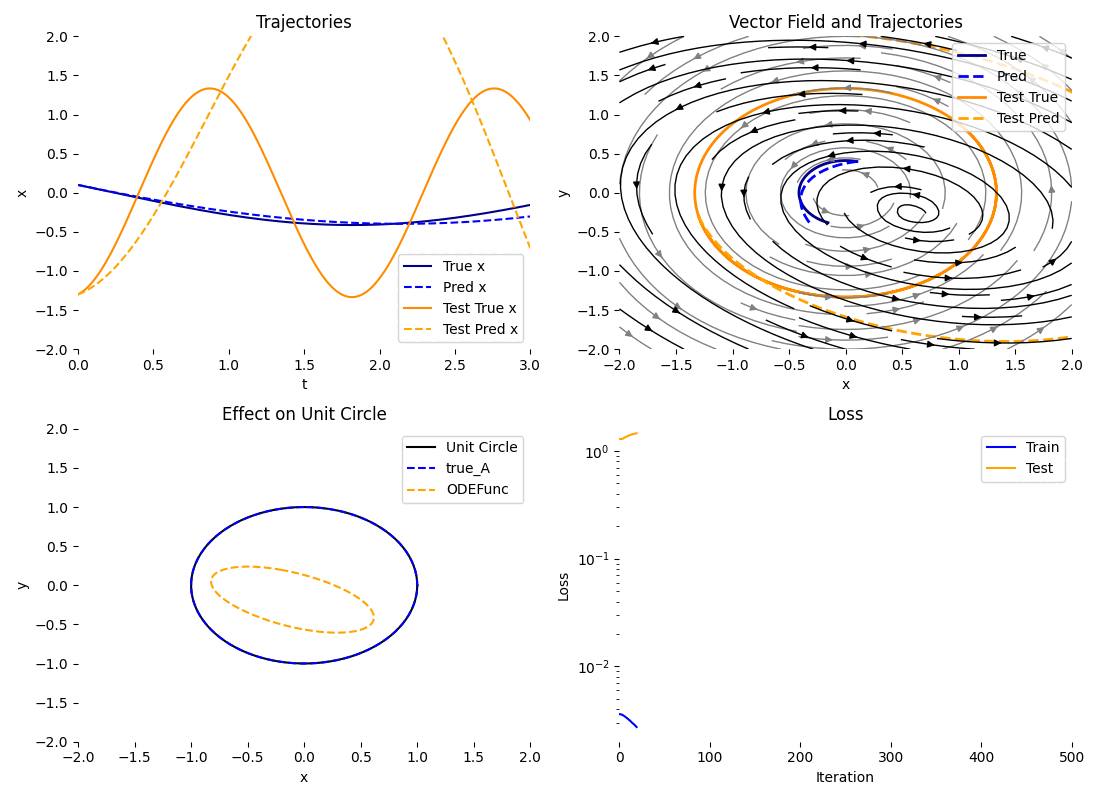 Trajectories
2.0
1.5
1.0
0.5
0.0
−0.5
−1.0
−1.5
−2.0
x
0.0 0.5 1.0 1.5 2.0 2.5 3.0
t
True x
Pred x
Test True x
Test Pred x
Vector Field and Trajectories
2.0
1.5
1.0
0.5
0.0
−0.5
−1.0
−1.5
−2.0
y
−2.0 −1.5 −1.0 −0.5 0.0 0.5 1.0 1.5 2.0
x
True
Pred
Test True
Test Pred
Effect on Unit Circle
2.0
1.5
1.0
0.5
0.0
−0.5
−1.0
−1.5
−2.0
y
−2.0 −1.5 −1.0 −0.5 0.0 0.5 1.0 1.5 2.0
x
Unit Circle
true_A
ODEFunc
Loss
10⁰
10⁻¹
10⁻²
Loss
0 100 200 300 400 500
Iteration
Train
Test